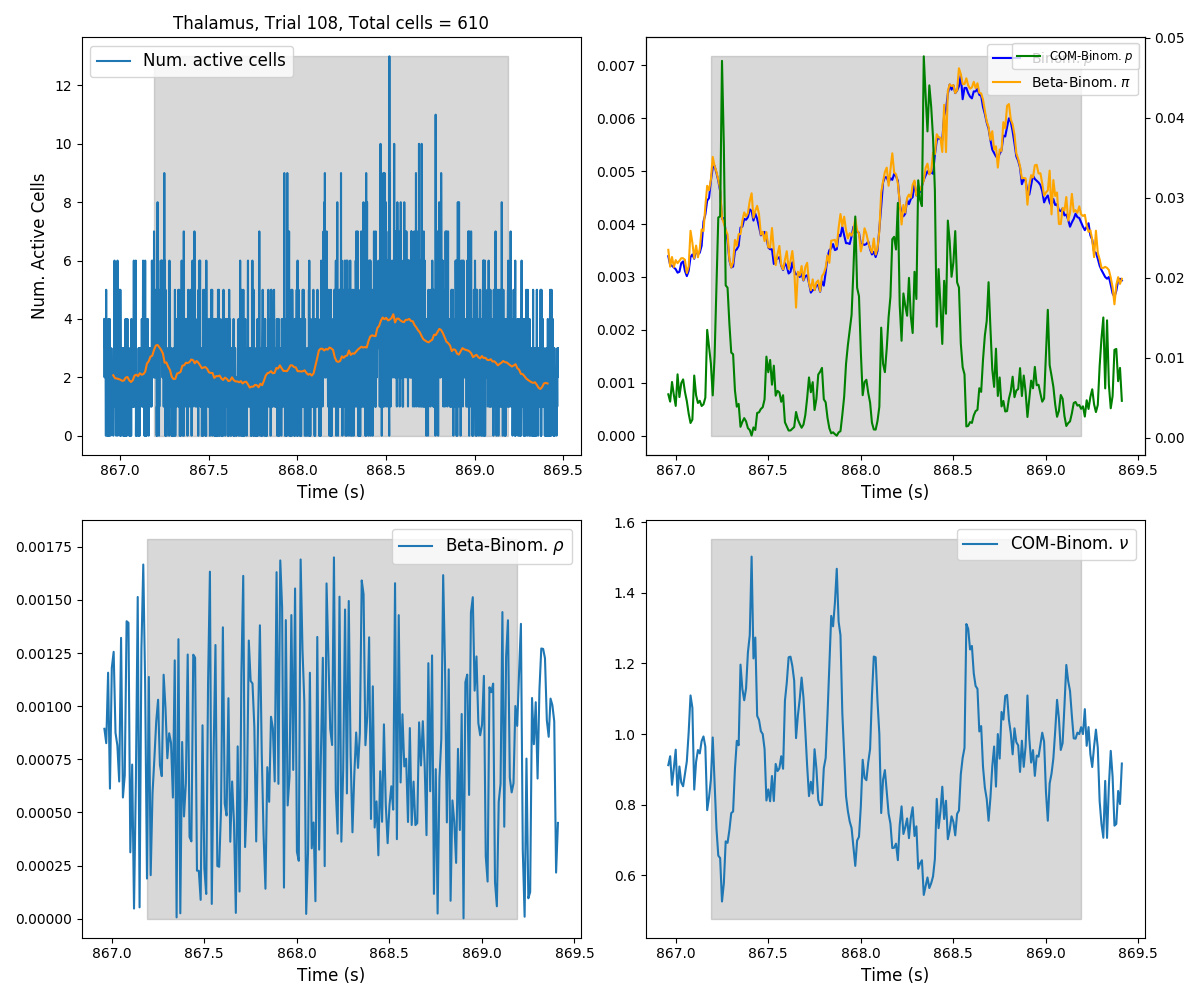 Thalamus, Trial 108, Total cells = 610
Num. active cells
Num. Active Cells
12
10
8
6
4
2
0
867.0 867.5 868.0 868.5 869.0 869.5
Time (s)
COM-Binom. p
Beta-Binom. π
0.007
0.006
0.005
0.004
0.003
0.002
0.001
0.000
0.05
0.04
0.03
0.02
0.01
0.00
867.0 867.5 868.0 868.5 869.0 869.5
Time (s)
Beta-Binom. ρ
0.00175
0.00150
0.00125
0.00100
0.00075
0.00050
0.00025
0.00000
867.0 867.5 868.0 868.5 869.0 869.5
Time (s)
COM-Binom. ν
1.6
1.4
1.2
1.0
0.8
0.6
867.0 867.5 868.0 868.5 869.0 869.5
Time (s)